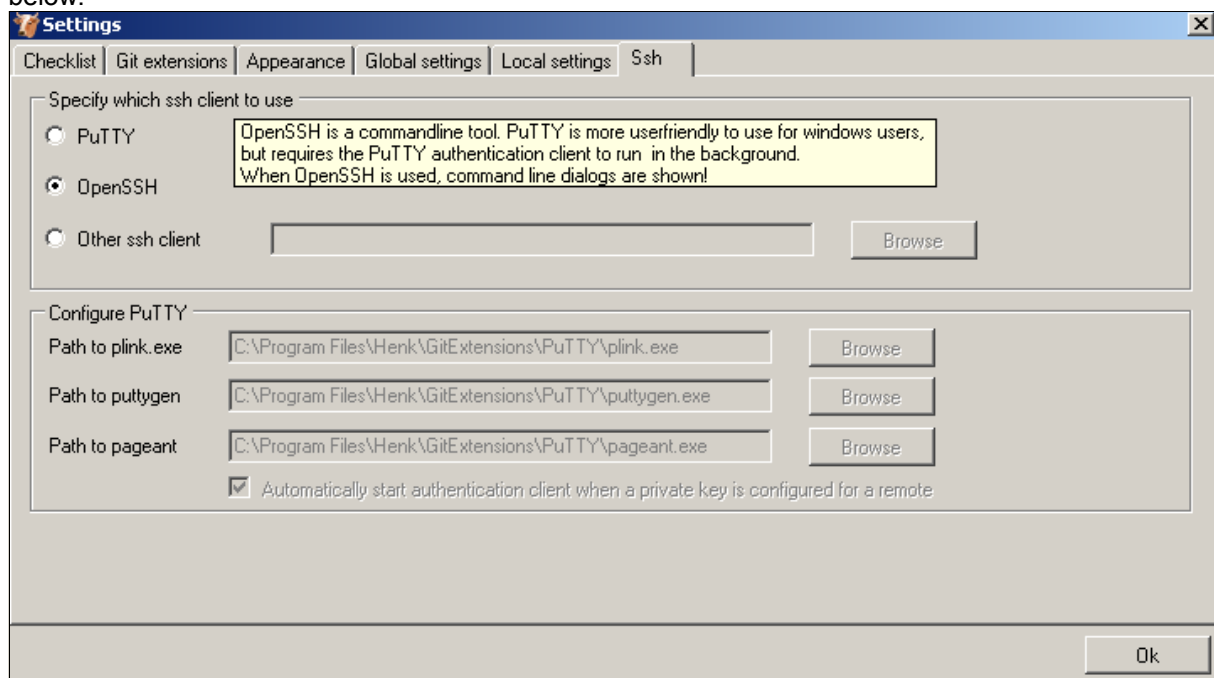 below.
Settings
Checklist Git extensions Appearance Global settings Local settings Ssh
Specify which ssh client to use
PuTTY
OpenSSH is a commandline tool. PuTTY is more userfriendly to use for windows users,
but requires the PuTTY authentication client to run in the background.
When OpenSSH is used, command line dialogs are shown!
OpenSSH
Other ssh client
Browse
Configure PuTTY
Path to plink.exe C:\Program Files\Henk\GitExtensions\PuTTY\plink.exe Browse
Path to puttygen C:\Program Files\Henk\GitExtensions\PuTTY\puttygen.exe Browse
Path to pageant C:\Program Files\Henk\GitExtensions\PuTTY\pageant.exe Browse
Automatically start authentication client when a private key is configured for a remote
Ok